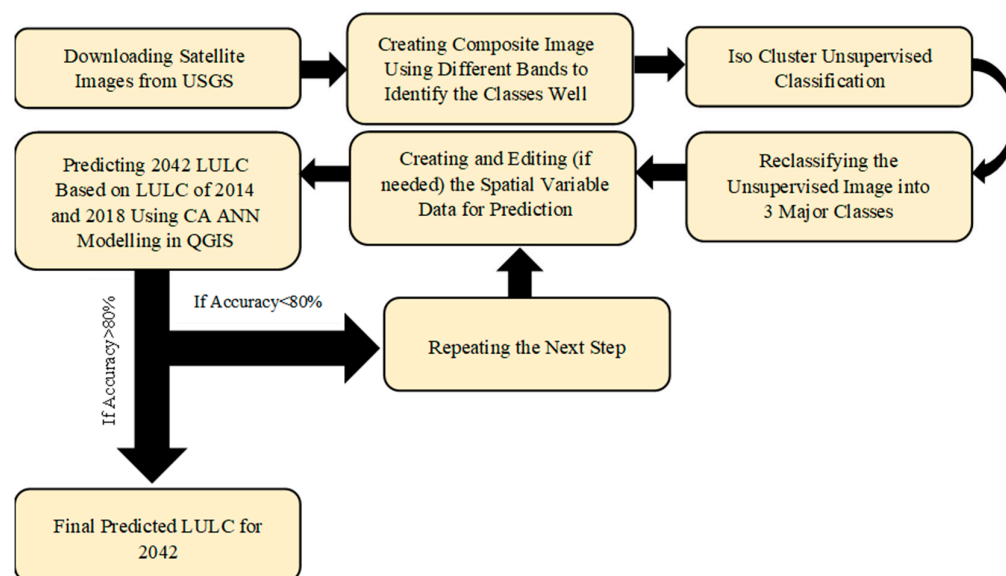 Downloading Satellite
Images from USGS
Creating Composite Image
Using Different Bands to
Identify the Classes Well
Iso Cluster Unsupervised
Classification
Reclassifying the
Unsupervised Image into
3 Major Classes
Creating and Editing (if
needed) the Spatial Variable
Data for Prediction
Predicting 2042 LULC
Based on LULC of 2014
and 2018 Using CA ANN
Modelling in QGIS
If Accuracy<80%
If Accuracy>80%
Repeating the Next Step
Final Predicted LULC for
2042